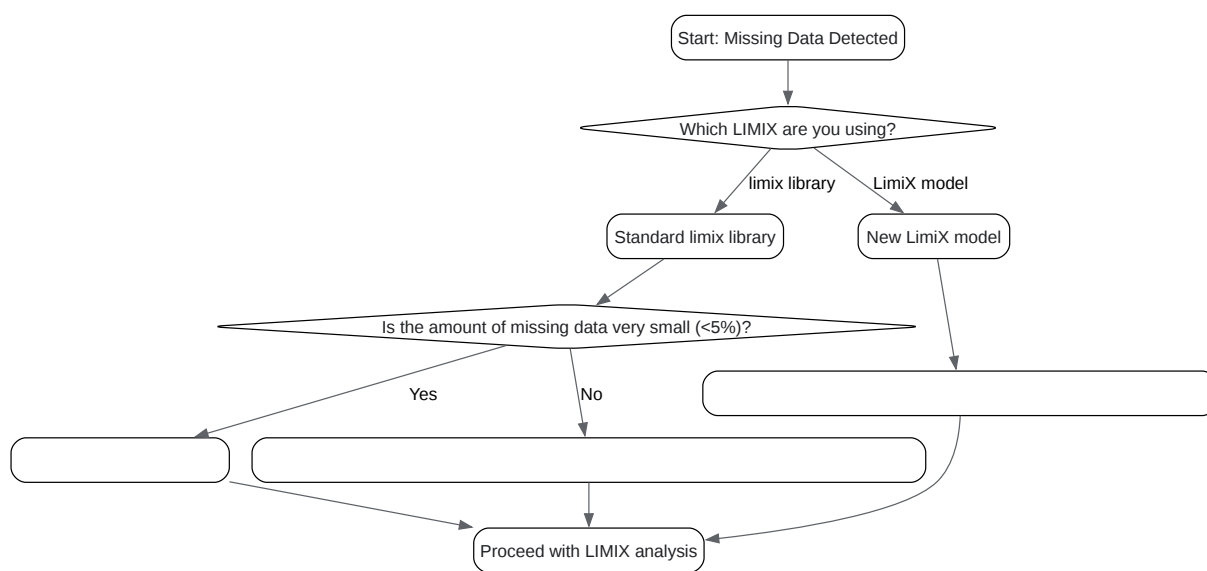 Start: Missing Data Detected
Which LIMIX are you using?
limix library
LimiX model
Standard limix library
New LimiX model
Is the amount of missing data very small (<5%)?
Yes
No
Proceed with LIMIX analysis